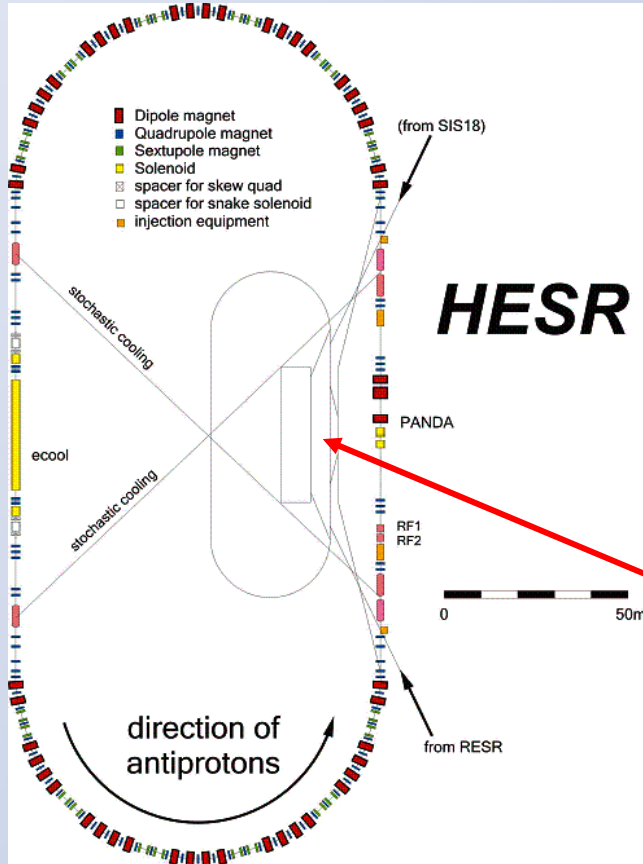 Dipole magnet
Quadrupole magnet
Sextupole magnet
Solenoid
spacer for skew quad
spacer for snake solenoid
injection equipment
(from SIS18)
HESR
stochastic cooling
PANDA
ecool
stochastic cooling
RF1
RF2
0
50m
direction of
antiprotons
from RESR